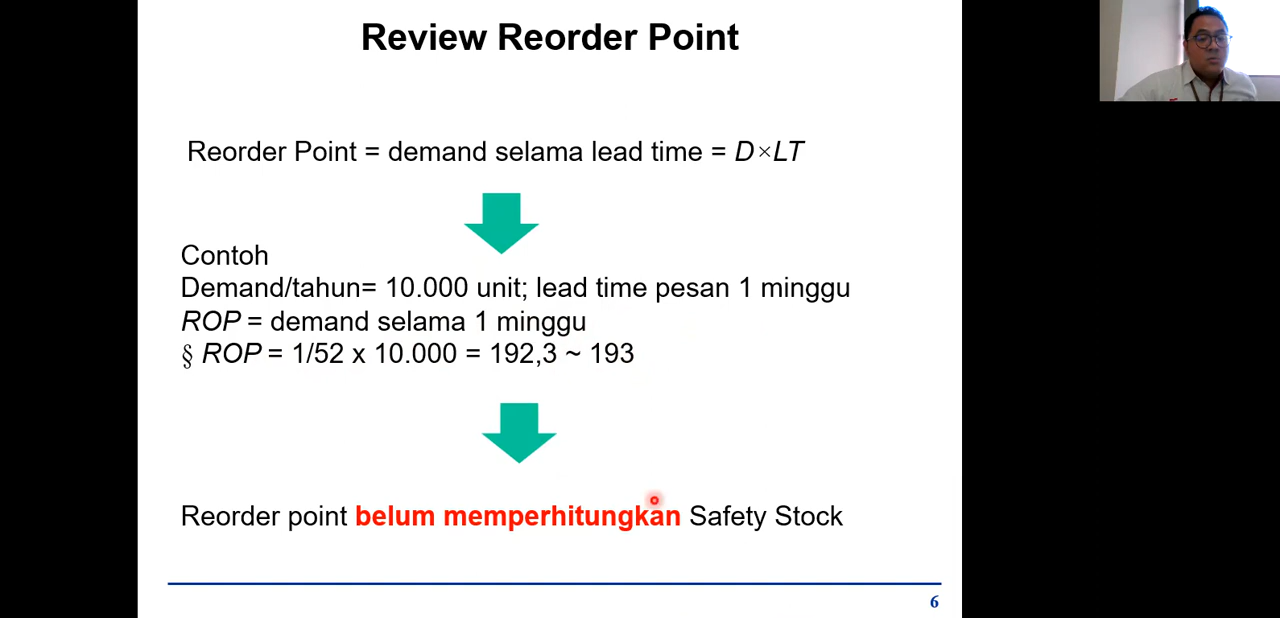 Review Reorder Point
Reorder Point = demand selama lead time = D×LT
Contoh
Demand/tahun= 10.000 unit; lead time pesan 1 minggu
ROP = demand selama 1 minggu
§ ROP = 1/52 x 10.000 = 192,3 ~ 193
Reorder point belum memperhitungkan Safety Stock
6